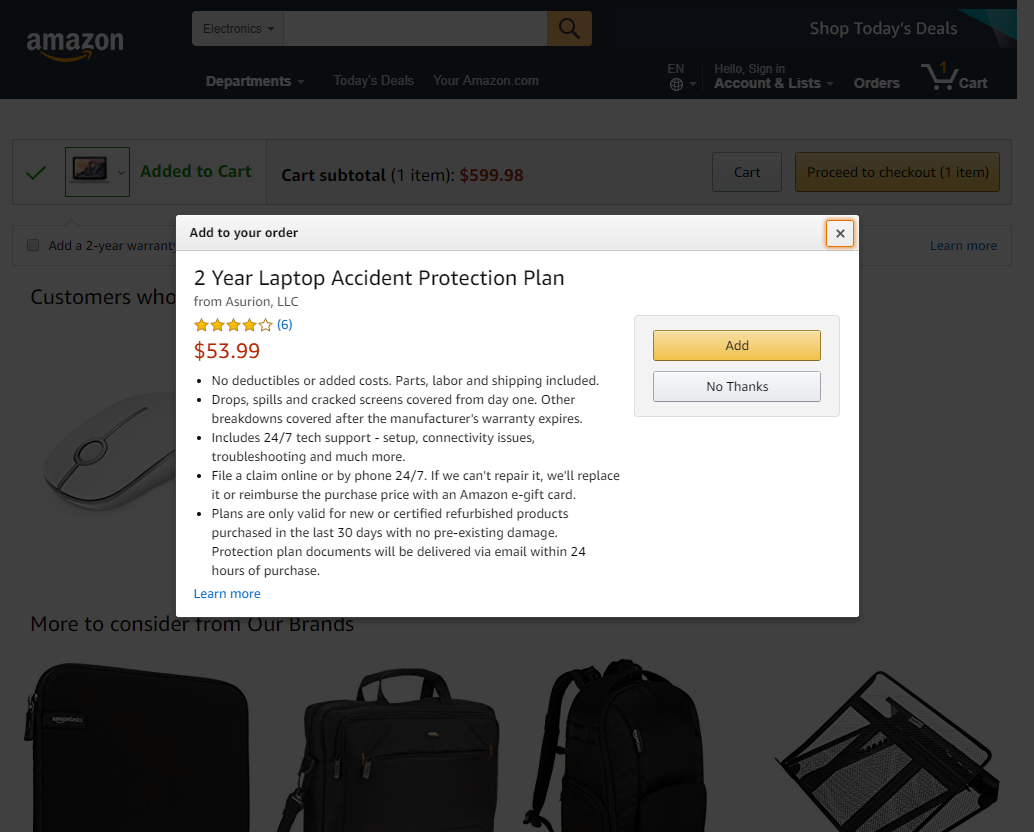 amazon
Electronics
Shop Today's Deals
Departments
Today's Deals
Your Amazon.com
EN
Hello, Sign in
Account & Lists
Orders
1
Cart
Added to Cart
Cart subtotal (1 item): $599.98
Cart
Proceed to checkout (1 item)
Add a 2-year warranty
Learn more
Customers who
Add to your order
×
2 Year Laptop Accident Protection Plan
from Asurion, LLC
(6)
$53.99
Add
No Thanks
• No deductibles or added costs. Parts, labor and shipping included.
• Drops, spills and cracked screens covered from day one. Other
breakdowns covered after the manufacturer's warranty expires.
• Includes 24/7 tech support - setup, connectivity issues,
troubleshooting and much more.
• File a claim online or by phone 24/7. If we can't repair it, we'll replace
it or reimburse the purchase price with an Amazon e-gift card.
• Plans are only valid for new or certified refurbished products
purchased in the last 30 days with no pre-existing damage.
Protection plan documents will be delivered via email within 24
hours of purchase.
Learn more
More to consider from Our Brands
amazonbasics